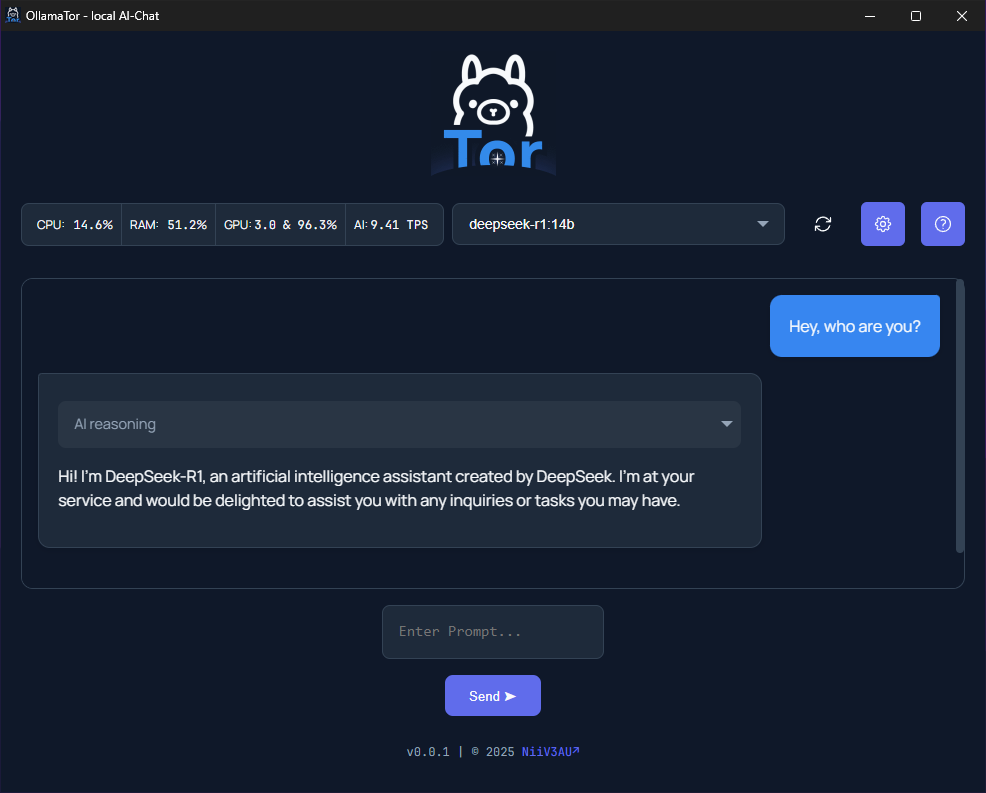 OllamaTor - local AI-Chat
Tor
CPU: 14.6% RAM: 51.2% GPU: 3.0 & 96.3% AI: 9.41 TPS deepseek-r1:14b
Hey, who are you?
AI reasoning
Hi! I'm DeepSeek-R1, an artificial intelligence assistant created by DeepSeek. I'm at your
service and would be delighted to assist you with any inquiries or tasks you may have.
Enter Prompt...
Send ➤
v0.0.1 | © 2025 NiiV3AU↗